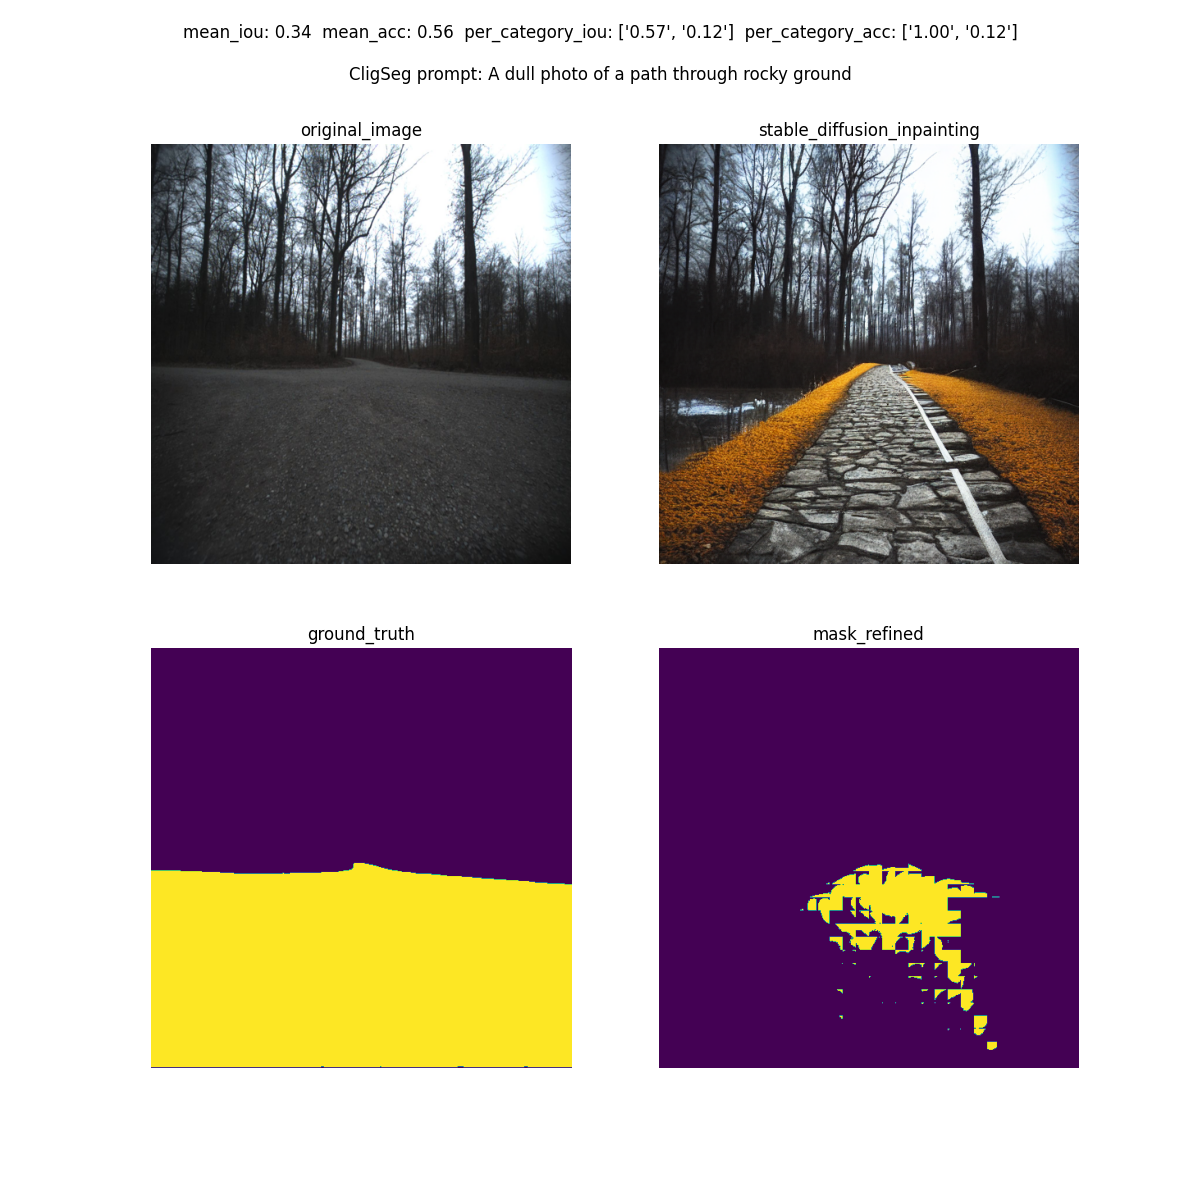 mean_iou: 0.34  mean_acc: 0.56  per_category_iou: ['0.57', '0.12']  per_category_acc: ['1.00', '0.12']
CligSeg prompt: A dull photo of a path through rocky ground
original_image
stable_diffusion_inpainting
ground_truth
mask_refined